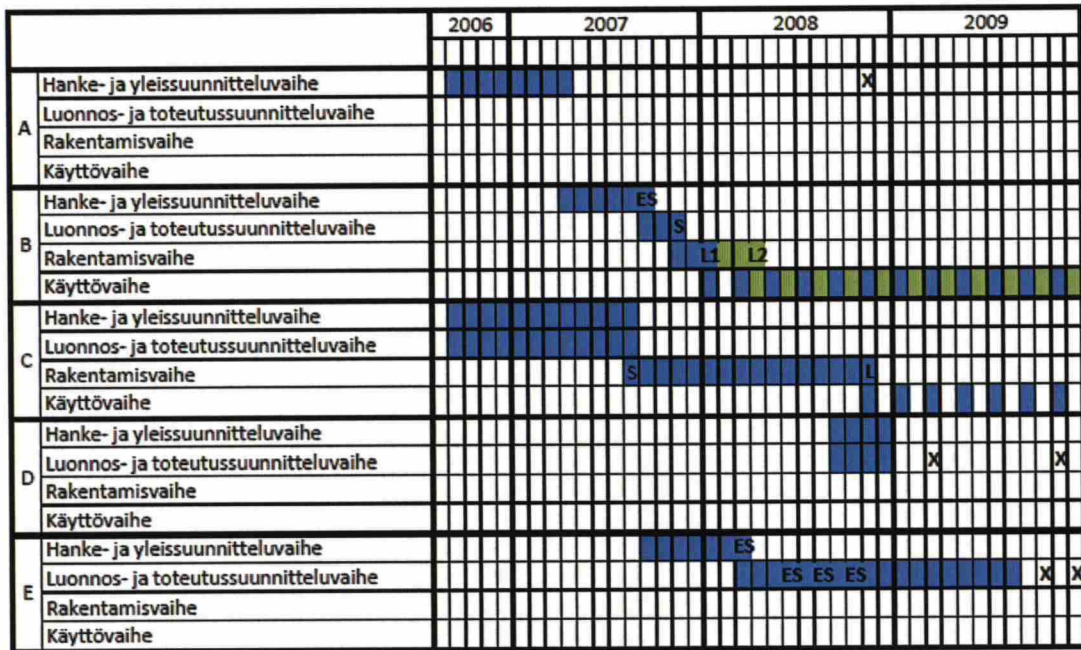 2006 2007 2008 2009
A
Hanke- ja yleissuunnitteluvaihe X
Luonnos- ja toteutussuunnitteluvaihe
Rakentamisvaihe
Käyttövaihe
B
Hanke- ja yleissuunnitteluvaihe ES
Luonnos- ja toteutussuunnitteluvaihe S
Rakentamisvaihe L1 L2
Käyttövaihe
C
Hanke- ja yleissuunnitteluvaihe
Luonnos- ja toteutussuunnitteluvaihe
Rakentamisvaihe S L
Käyttövaihe
D
Hanke- ja yleissuunnitteluvaihe
Luonnos- ja toteutussuunnitteluvaihe X X
Rakentamisvaihe
Käyttövaihe
E
Hanke- ja yleissuunnitteluvaihe ES
Luonnos- ja toteutussuunnitteluvaihe ES ES ES X X
Rakentamisvaihe
Käyttövaihe